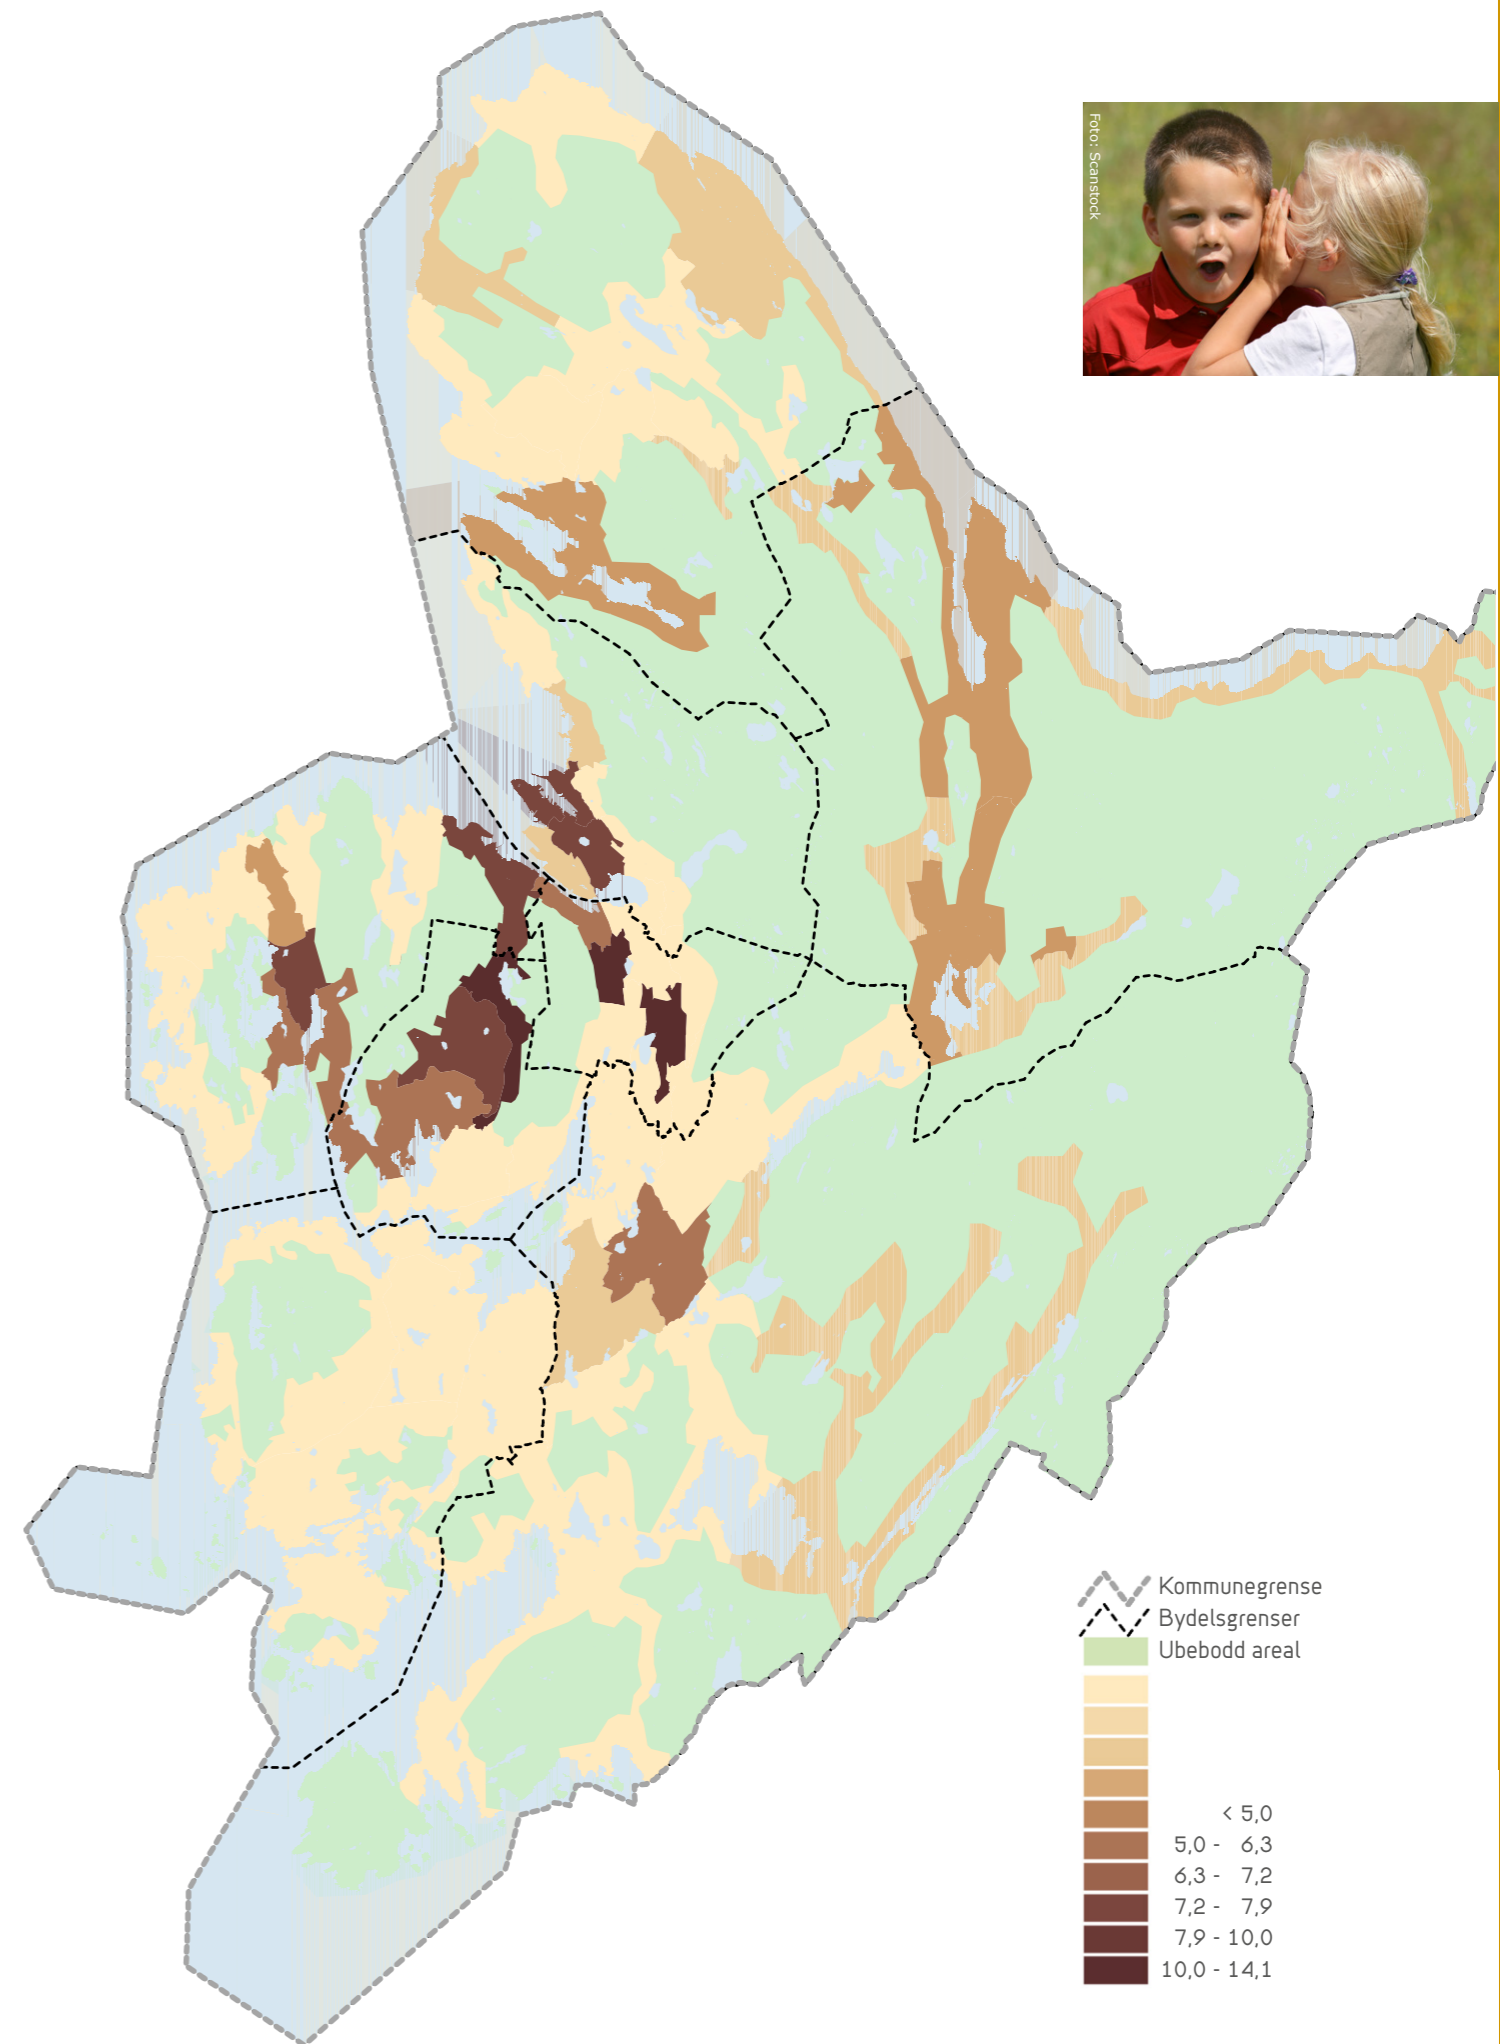 Foto: Scanstock
Kommunegrense
Bydelsgrenser
Ubebodd areal
< 5,0
5,0 - 6,3
6,3 - 7,2
7,2 - 7,9
7,9 - 10,0
10,0 - 14,1